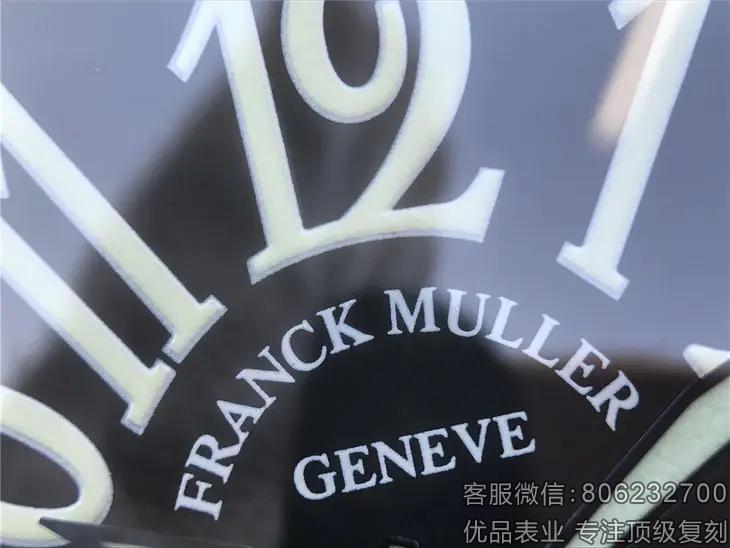 12
11
1
FRANCK MULLER
GENEVE
客服微信:806232700
优品表业 专注顶级复刻